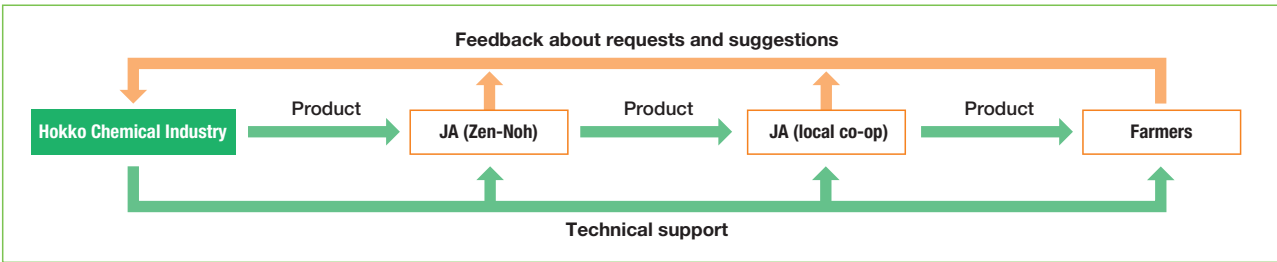 Feedback about requests and suggestions
Product
Product
Product
Hokko Chemical Industry
JA (Zen-Noh)
JA (local co-op)
Farmers
Technical support